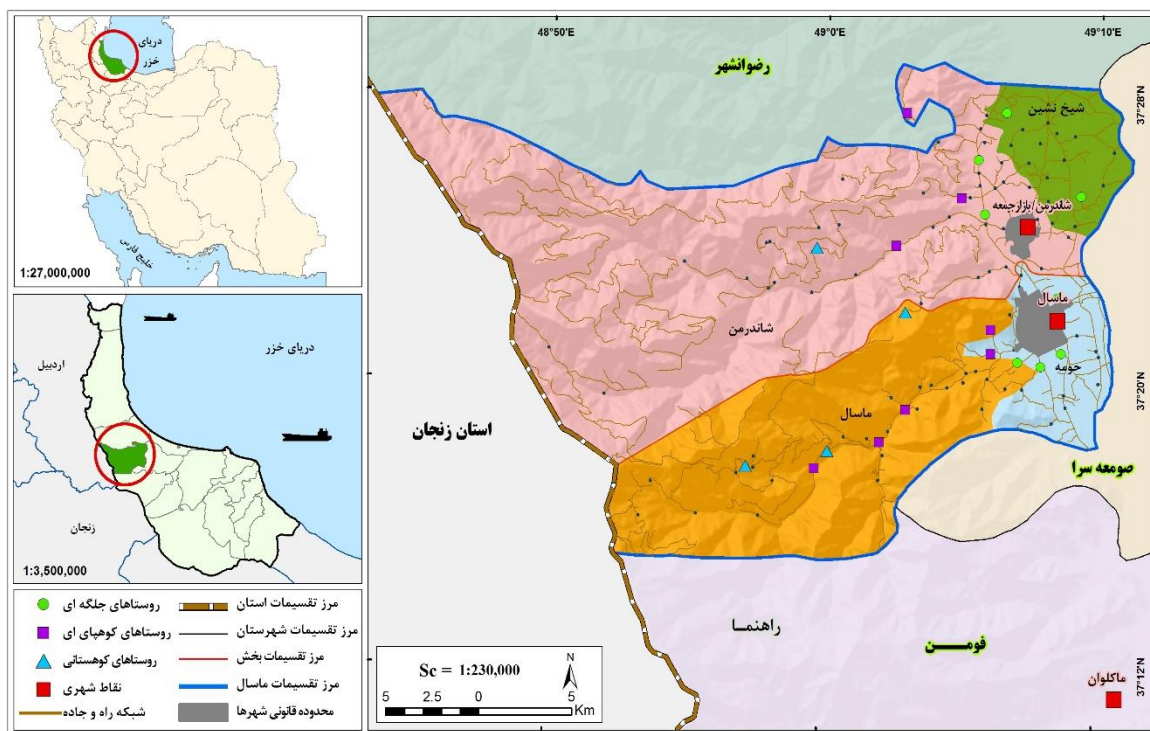 دریای
خزر
خلیج فارس
1:27,000,000
اردبیل
دریای خزر
زنجان
1:3,500,000
مرز تقسیمات استان
روستاهای جلگه ای
مرز تقسیمات شهرستان
روستاهای کوهپای ای
مرز تقسیمات بخش
روستاهای کوهستانی
مرز تقسیمات ماسال
نقاط شهری
محدوده قانونی شهرها
شبکه راه و جاده
48°50'E
49°0'E
49°10'E
37°28'N
37°20'N
37°12'N
رضوانشهر
شیخ نشین
شاندرمن/بازارجمعه
ماسال
شاندرمن
حومه
ماسال
استان زنجان
صومعه سرا
راهنما
فومن
ماکلوان
Sc = 1:230,000
N
5 2.5 0 5
Km